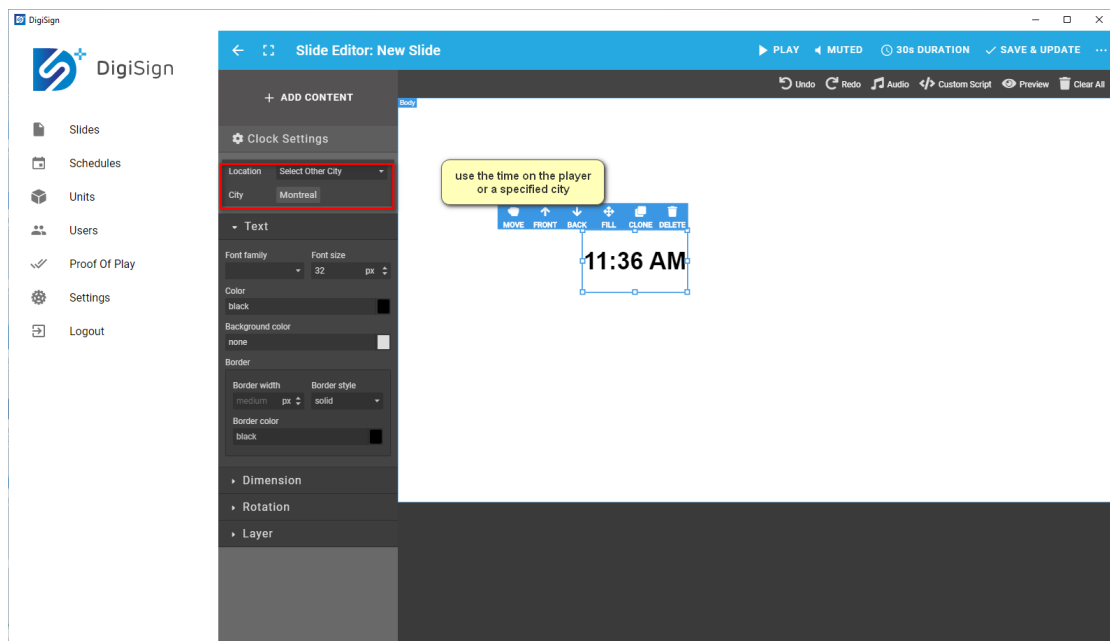 DigiSign
DigiSign
Slides
Schedules
Units
Users
Proof Of Play
Settings
Logout
Slide Editor: New Slide
PLAY MUTED 30s DURATION SAVE & UPDATE ...
Undo Redo Audio Custom Script Preview Clear All
+ ADD CONTENT
Clock Settings
Location Select Other City
City Montreal
Text
Font family Font size
32 px
Color
black
Background color
none
Border
Border width Border style
medium px solid
Border color
black
Dimension
Rotation
Layer
Body
use the time on the player
or a specified city
MOVE FRONT BACK FILL CLONE DELETE
11:36 AM